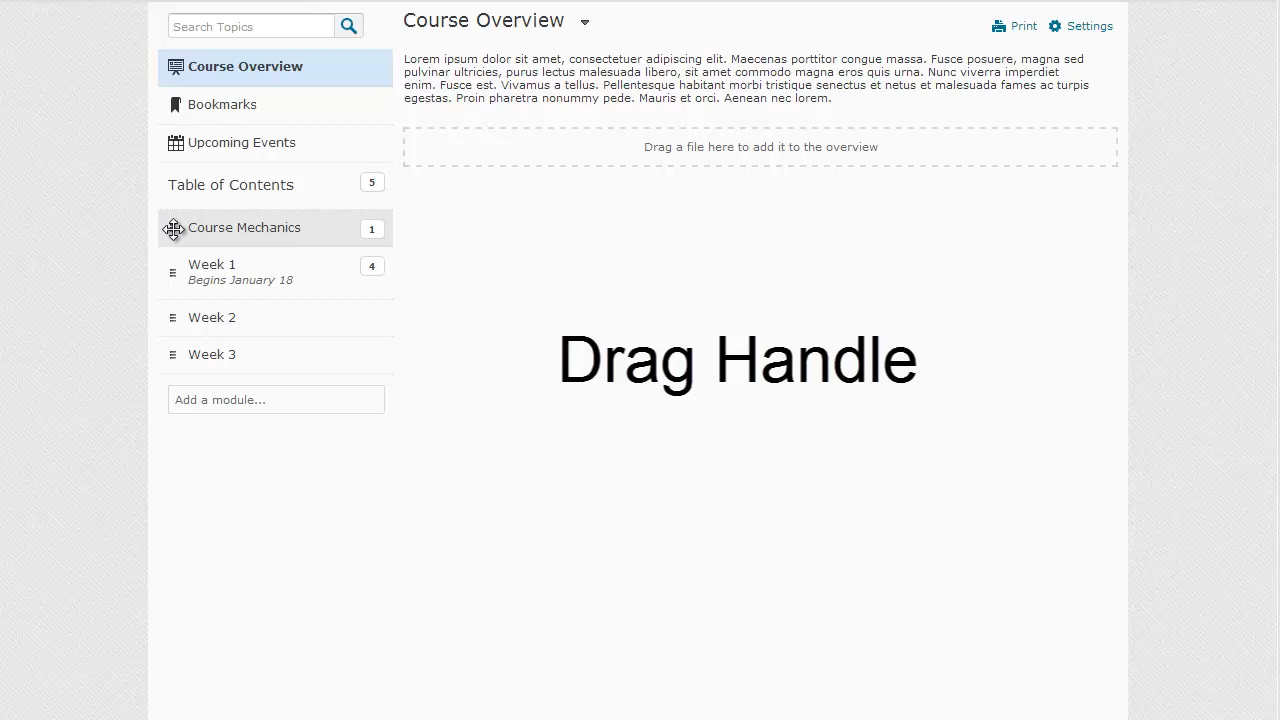 Search Topics
Course Overview
Bookmarks
Upcoming Events
Table of Contents 5
Course Mechanics 1
Week 1 4
Begins January 18
Week 2
Week 3
Add a module...
Course Overview
Print Settings
Lorem ipsum dolor sit amet, consectetuer adipiscing elit. Maecenas porttitor congue massa. Fusce posuere, magna sed
pulvinar ultricies, purus lectus malesuada libero, sit amet commodo magna eros quis urna. Nunc viverra imperdiet
enim. Fusce est. Vivamus a tellus. Pellentesque habitant morbi tristique senectus et netus et malesuada fames ac turpis
egestas. Proin pharetra nonummy pede. Mauris et orci. Aenean nec lorem.
Drag a file here to add it to the overview
Drag Handle